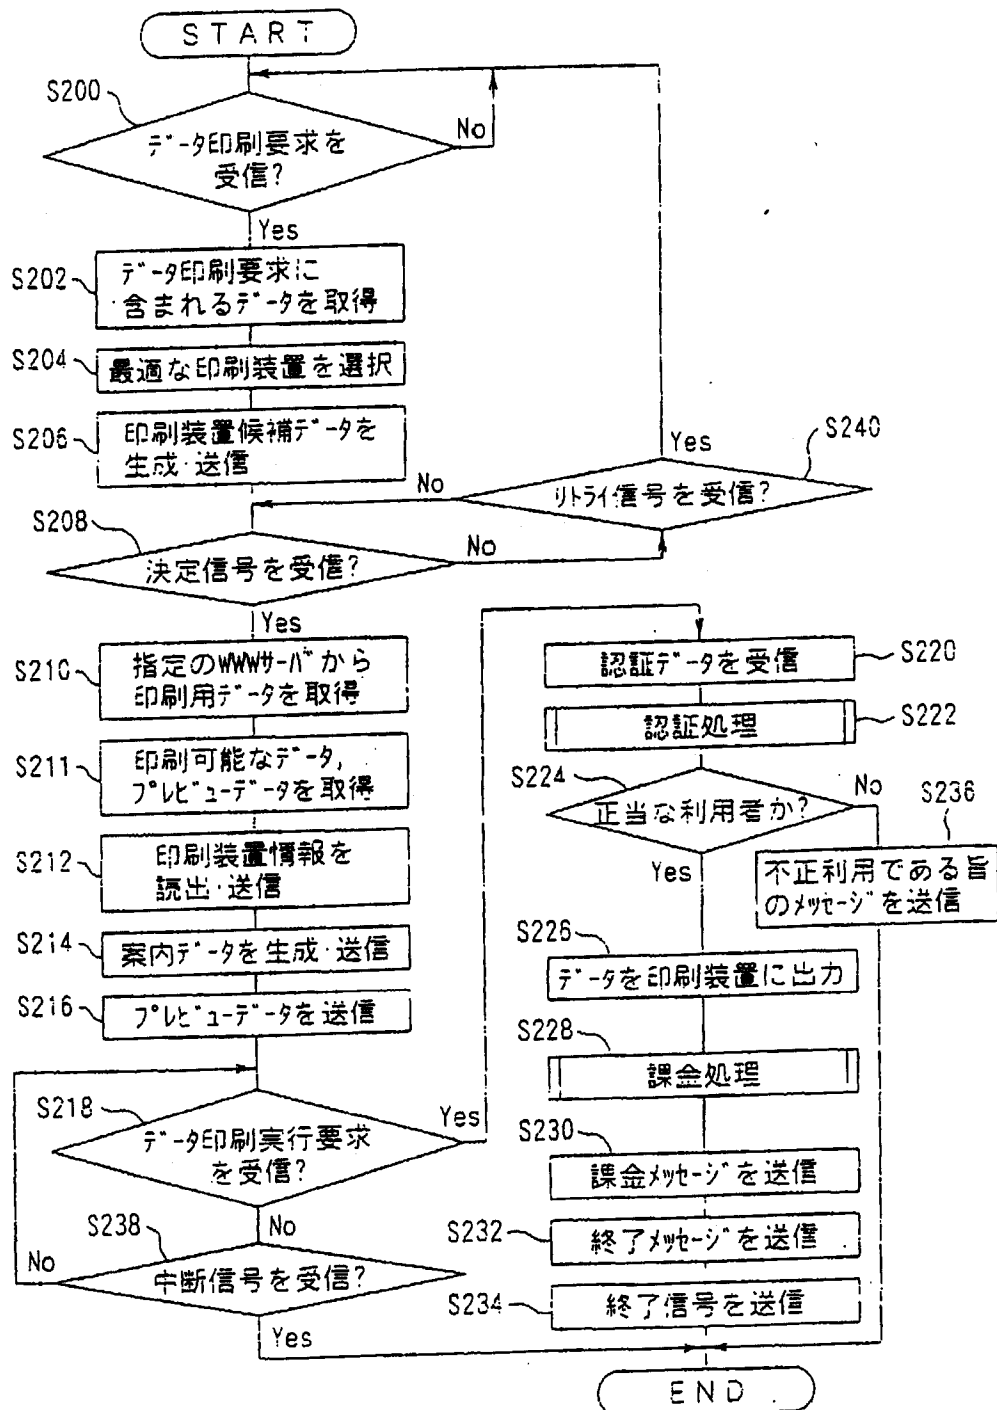 START
S200
データ印刷要求を
受信?
No
Yes
S202
データ印刷要求に
含まれるデータを取得
S204
最適な印刷装置を選択
S206
印刷装置候補データを
生成・送信
S240
リトライ信号を受信?
Yes
No
S208
決定信号を受信?
No
Yes
S210
指定のWWWサーバから
印刷用データを取得
S211
印刷可能なデータ,
プレビューデータを取得
S212
印刷装置情報を
読出・送信
S214
案内データを生成・送信
S216
プレビューデータを送信
S218
データ印刷実行要求
を受信?
Yes
No
S238
中断信号を受信?
No
Yes
S220
認証データを受信
S222
認証処理
S224
正当な利用者か?
No
Yes
S236
不正利用である旨
のメッセージを送信
S226
データを印刷装置に出力
S228
課金処理
S230
課金メッセージを送信
S232
終了メッセージを送信
S234
終了信号を送信
END